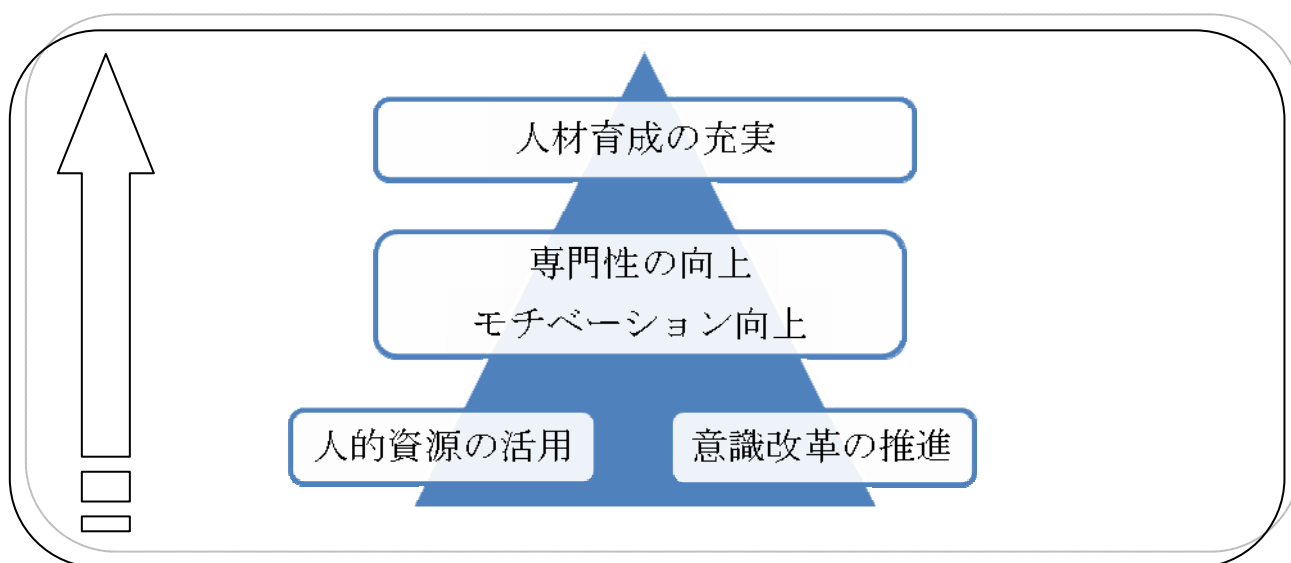 人材育成の充実
専門性の向上
モチベーション向上
人的資源の活用
意識改革の推進